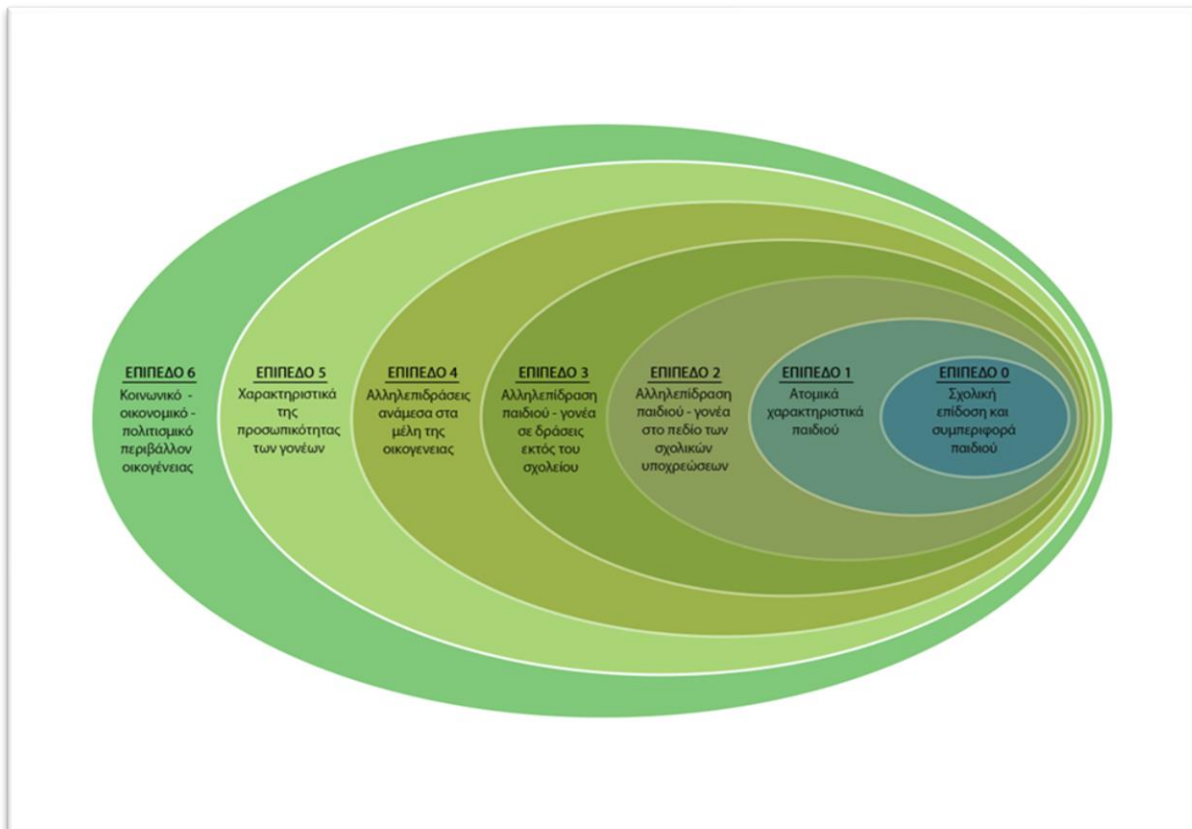 ΕΠΙΠΕΔΟ 6
Κοινωνικό -
οικονομικό -
πολιτισμικό
περιβάλλον
οικογένειας
ΕΠΙΠΕΔΟ 5
Χαρακτηριστικά
της
προσωπικότητας
των γονέων
ΕΠΙΠΕΔΟ 4
Αλληλεπιδράσεις
ανάμεσα στα
μέλη της
οικογενειας
ΕΠΙΠΕΔΟ 3
Αλληλεπίδραση
παιδιού - γονέα
σε δράσεις
εκτός του
σχολείου
ΕΠΙΠΕΔΟ 2
Αλληλεπίδραση
παιδιού - γονέα
στο πεδίο των
σχολικών
υποχρεώσεων
ΕΠΙΠΕΔΟ 1
Ατομικά
χαρακτηριστικά
παιδιού
ΕΠΙΠΕΔΟ 0
Σχολική
επίδοση και
συμπεριφορά
παιδιού